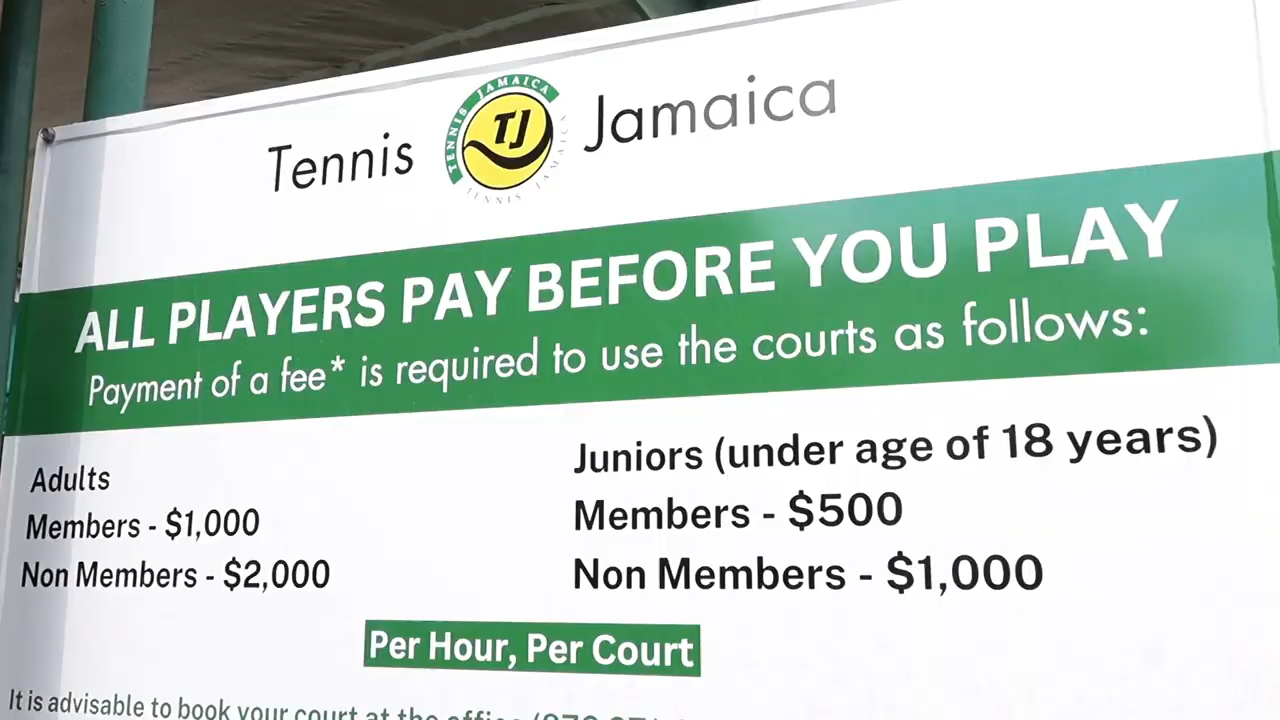 Tennis Jamaica
TENNIS JAMAICA
TJ
TENNIS JAMAICA
ALL PLAYERS PAY BEFORE YOU PLAY
Payment of a fee* is required to use the courts as follows:
Adults
Members - $1,000
Non Members - $2,000
Juniors (under age of 18 years)
Members - $500
Non Members - $1,000
Per Hour, Per Court
It is advisable to book your court at the office